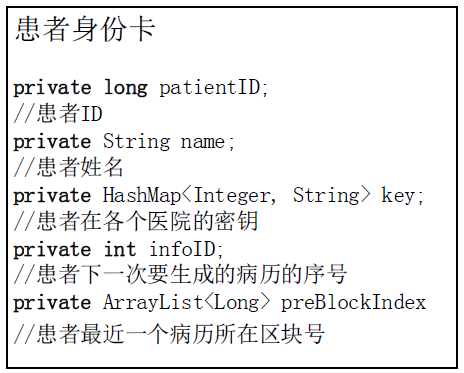 患者身份卡
private long patientID;
//患者ID
private String name;
//患者姓名
private HashMap<Integer, String> key;
//患者在各个医院的密钥
private int infoID;
//患者下一次要生成的病历的序号
private ArrayList<Long> preBlockIndex
//患者最近一个病历所在区块号